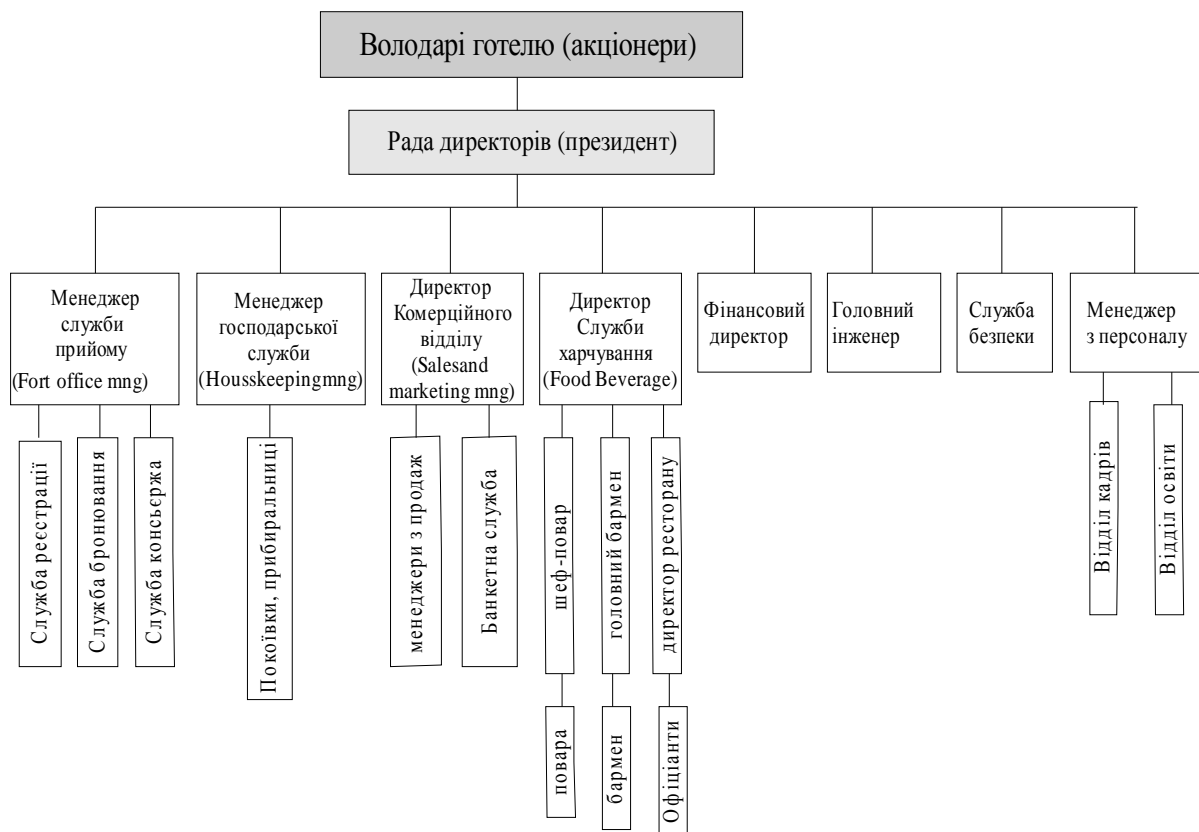 Володарі готелю (акціонери)
Рада директорів (президент)
Менеджер
служби
прийому
(Fort office mng)
Менеджер
господарської
служби
(Housskeepingmng)
Директор
Комерційного
відділу
(Salesand
marketing mng)
Директор
Служби
харчування
(Food Beverage)
Фінансовий
директор
Головний
інженер
Служба
безпеки
Менеджер
з персоналу
Служба реєстрації
Служба бронювання
Служба консьєржа
Покоївки, прибиральниці
менеджери з продаж
Банкетна служба
шеф-повар
головний бармен
директор ресторану
Відділ кадрів
Відділ освіти
повара
бармен
Офіціанти